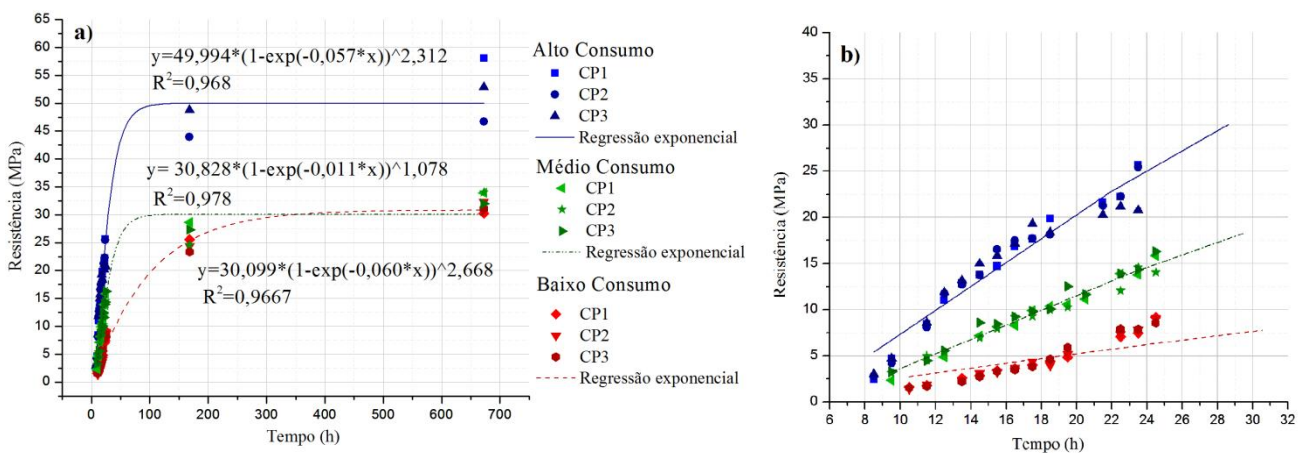 a)
65
60
55
50
45
40
35
30
25
20
15
10
5
0
Resistência (MPa)
0 100 200 300 400 500 600 700
Tempo (h)
y=49,994*(1-exp(-0,057*x))^2,312
R²=0,968
y= 30,828*(1-exp(-0,011*x))^1,078
R²=0,978
y=30,099*(1-exp(-0,060*x))^2,668
R²=0,9667
Alto Consumo
CP1
CP2
CP3
Regressão exponencial
Médio Consumo
CP1
CP2
CP3
Regressão exponencial
Baixo Consumo
CP1
CP2
CP3
Regressão exponencial
b)
40
35
30
25
20
15
10
5
0
Resistência (MPa)
6 8 10 12 14 16 18 20 22 24 26 28 30 32
Tempo (h)